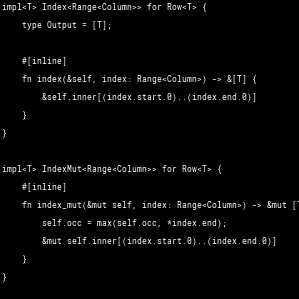 impl<T> Index<Range<Column>> for Row<T> {
    type Output = [T];

    #[inline]
    fn index(&self, index: Range<Column>) -> &[T] {
        &self.inner[(index.start.0)..(index.end.0)]
    }
}

impl<T> IndexMut<Range<Column>> for Row<T> {
    #[inline]
    fn index_mut(&mut self, index: Range<Column>) -> &mut [T
        self.occ = max(self.occ, *index.end);
        &mut self.inner[(index.start.0)..(index.end.0)]
    }
}